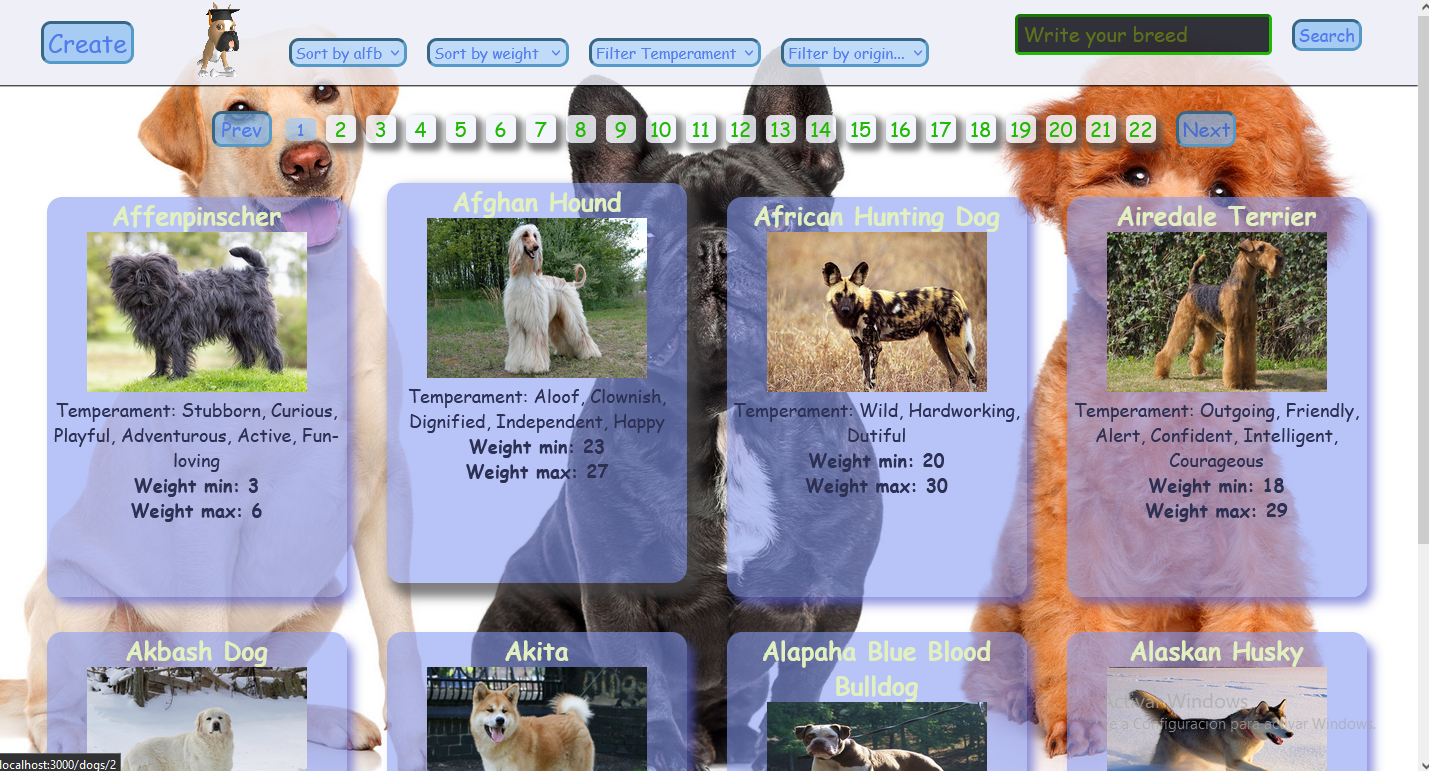 Create
Sort by alfb
Sort by weight
Filter Temperament
Filter by origin...
Write your breed
Search
Prev 1 2 3 4 5 6 7 8 9 10 11 12 13 14 15 16 17 18 19 20 21 22 Next
Affenpinscher
Temperament: Stubborn, Curious,
Playful, Adventurous, Active, Fun-
loving
Weight min: 3
Weight max: 6
Afghan Hound
Temperament: Aloof, Clownish,
Dignified, Independent, Happy
Weight min: 23
Weight max: 27
African Hunting Dog
Temperament: Wild, Hardworking,
Dutiful
Weight min: 20
Weight max: 30
Airedale Terrier
Temperament: Outgoing, Friendly,
Alert, Confident, Intelligent,
Courageous
Weight min: 18
Weight max: 29
Akbash Dog
Akita
Alapaha Blue Blood
Bulldog
Alaskan Husky
Activar Windows
Ve a Configuración para activar Windows.
localhost:3000/dogs/2